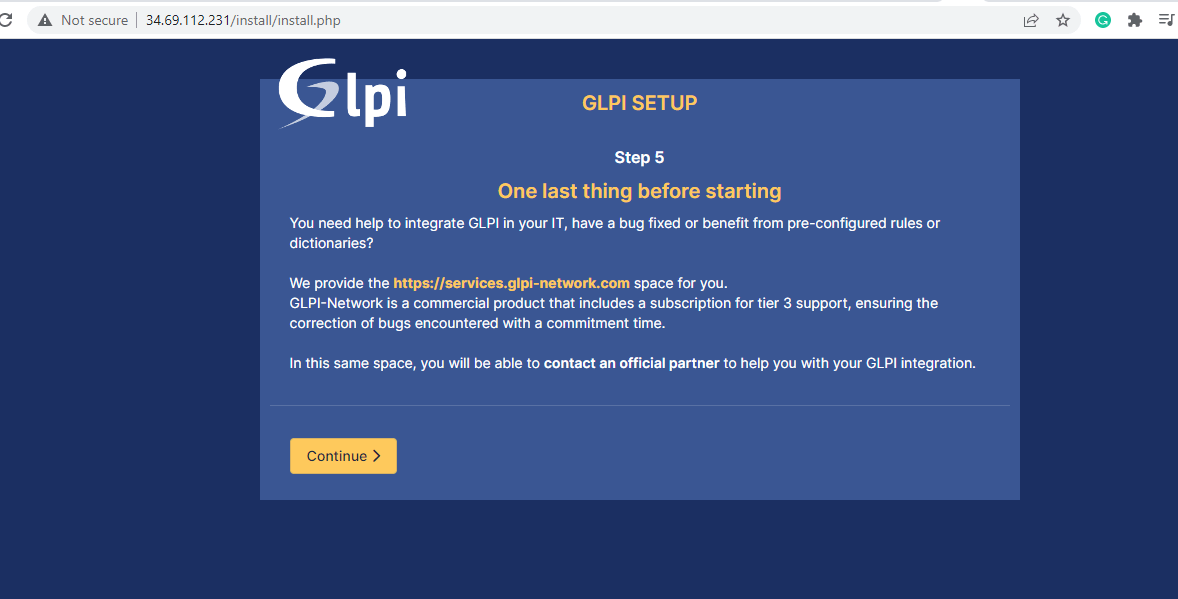 Not secure | 34.69.112.231/install/install.php
Glpi
GLPI SETUP
Step 5
One last thing before starting
You need help to integrate GLPI in your IT, have a bug fixed or benefit from pre-configured rules or
dictionaries?
We provide the https://services.glpi-network.com space for you.
GLPI-Network is a commercial product that includes a subscription for tier 3 support, ensuring the
correction of bugs encountered with a commitment time.
In this same space, you will be able to contact an official partner to help you with your GLPI integration.
Continue